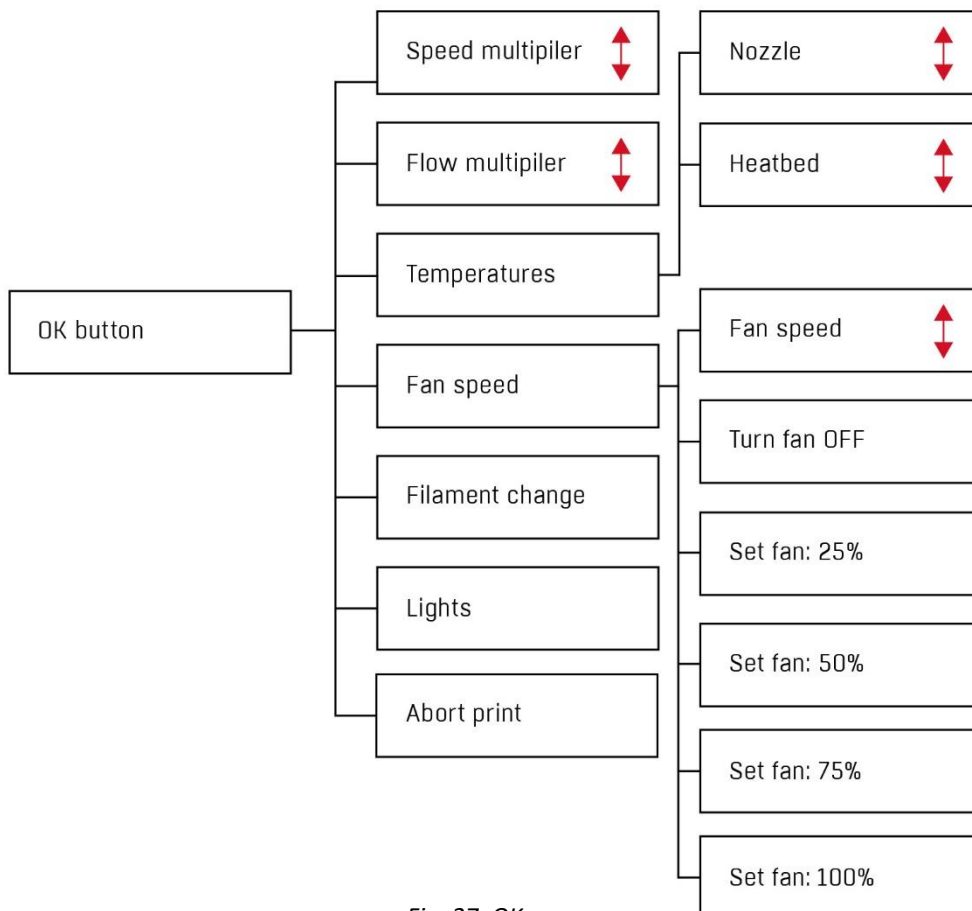 OK button
Speed multipiler
Flow multipiler
Temperatures
Fan speed
Filament change
Lights
Abort print
Nozzle
Heatbed
Fan speed
Turn fan OFF
Set fan: 25%
Set fan: 50%
Set fan: 75%
Set fan: 100%